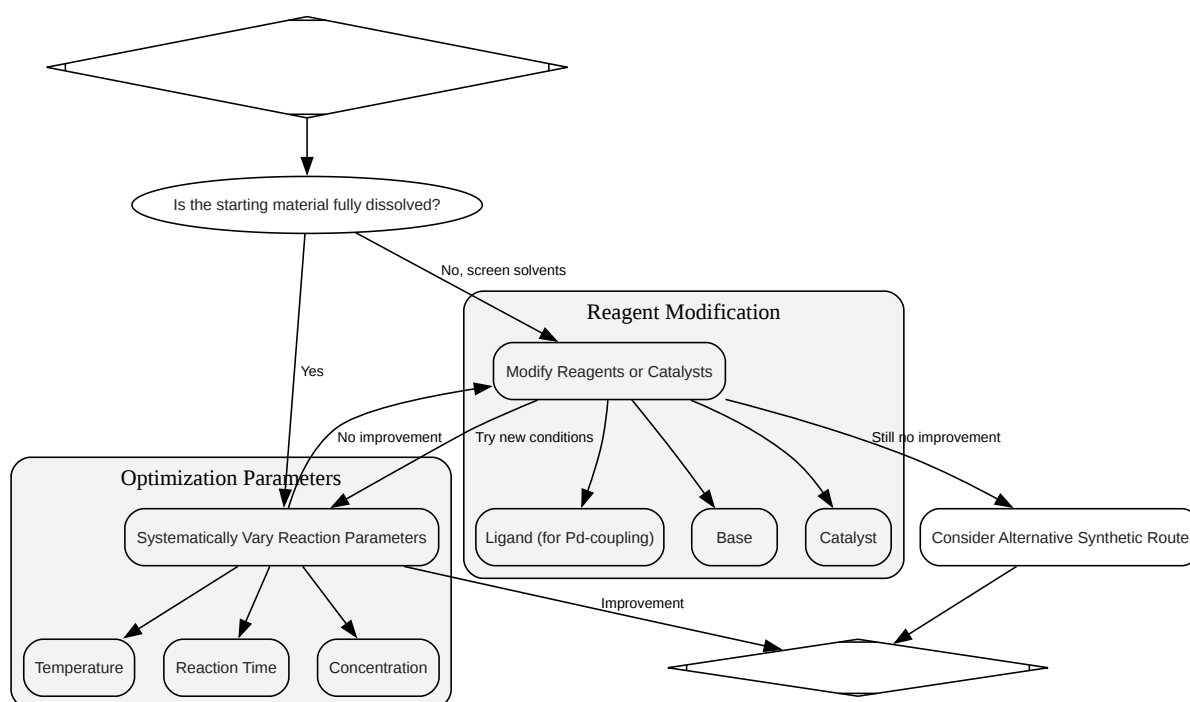 Is the starting material fully dissolved?
No, screen solvents
Reagent Modification
Modify Reagents or Catalysts
Yes
No improvement
Try new conditions
Still no improvement
Optimization Parameters
Systematically Vary Reaction Parameters
Ligand (for Pd-coupling)
Base
Catalyst
Consider Alternative Synthetic Route
Improvement
Temperature
Reaction Time
Concentration